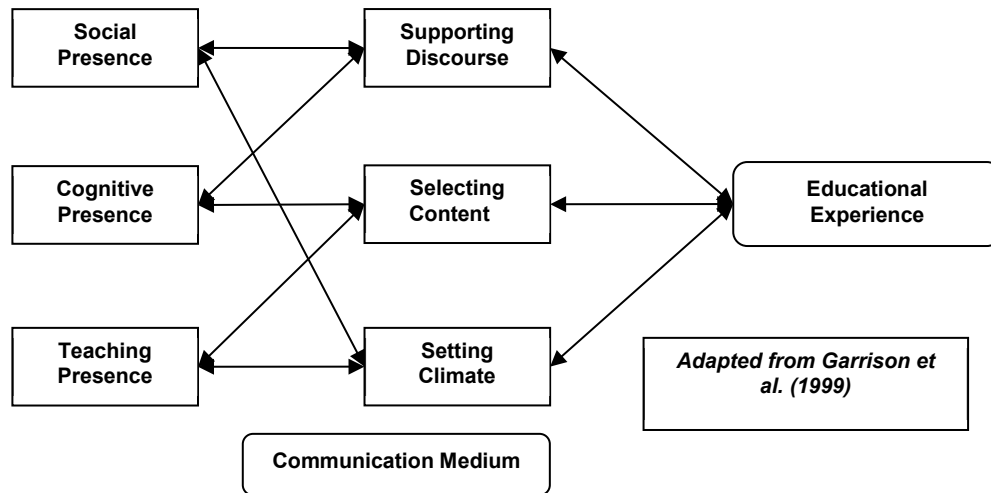 Social
Presence
Supporting
Discourse
Cognitive
Presence
Selecting
Content
Educational
Experience
Teaching
Presence
Setting
Climate
Adapted from Garrison et
al. (1999)
Communication Medium